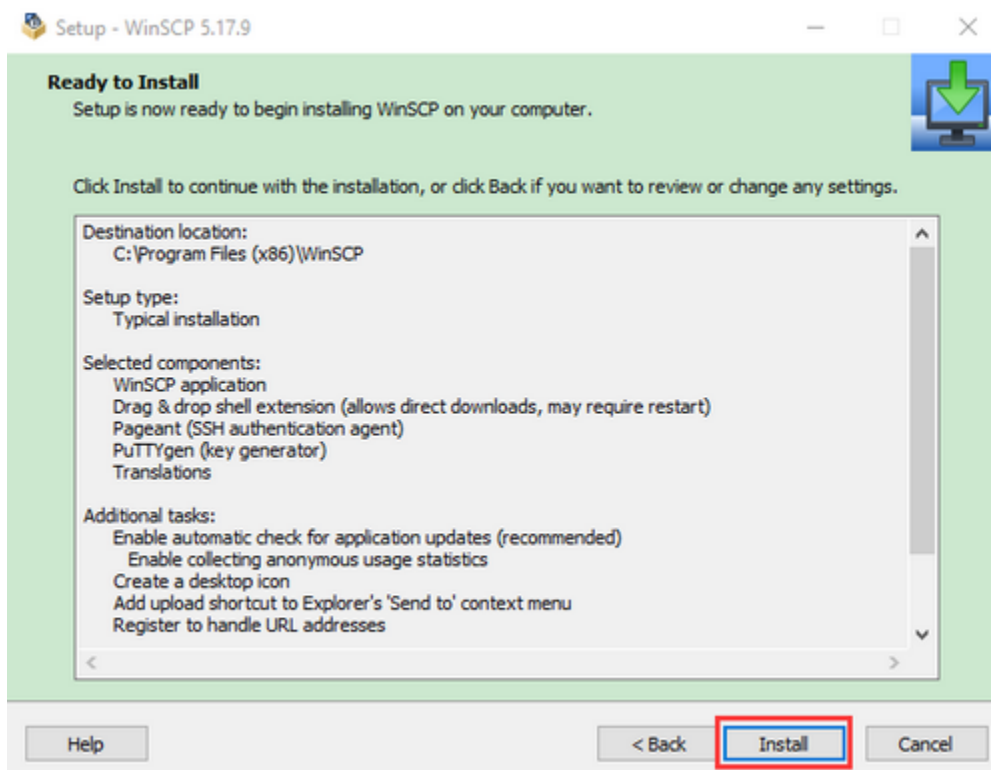 Setup - WinSCP 5.17.9
Ready to Install
Setup is now ready to begin installing WinSCP on your computer.
Click Install to continue with the installation, or click Back if you want to review or change any settings.
Destination location:
C:\Program Files (x86)\WinSCP
Setup type:
Typical installation
Selected components:
WinSCP application
Drag & drop shell extension (allows direct downloads, may require restart)
Pageant (SSH authentication agent)
PuTTYgen (key generator)
Translations
Additional tasks:
Enable automatic check for application updates (recommended)
Enable collecting anonymous usage statistics
Create a desktop icon
Add upload shortcut to Explorer's 'Send to' context menu
Register to handle URL addresses
Help < Back Install Cancel